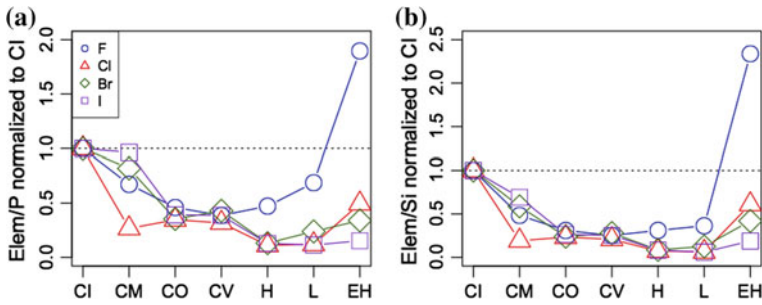 (a)
Elem/P normalized to CI
2.0
1.5
1.0
0.5
0.0
F
Cl
Br
I
CI CM CO CV H L EH
(b)
Elem/Si normalized to CI
2.5
2.0
1.5
1.0
0.5
0.0
CI CM CO CV H L EH